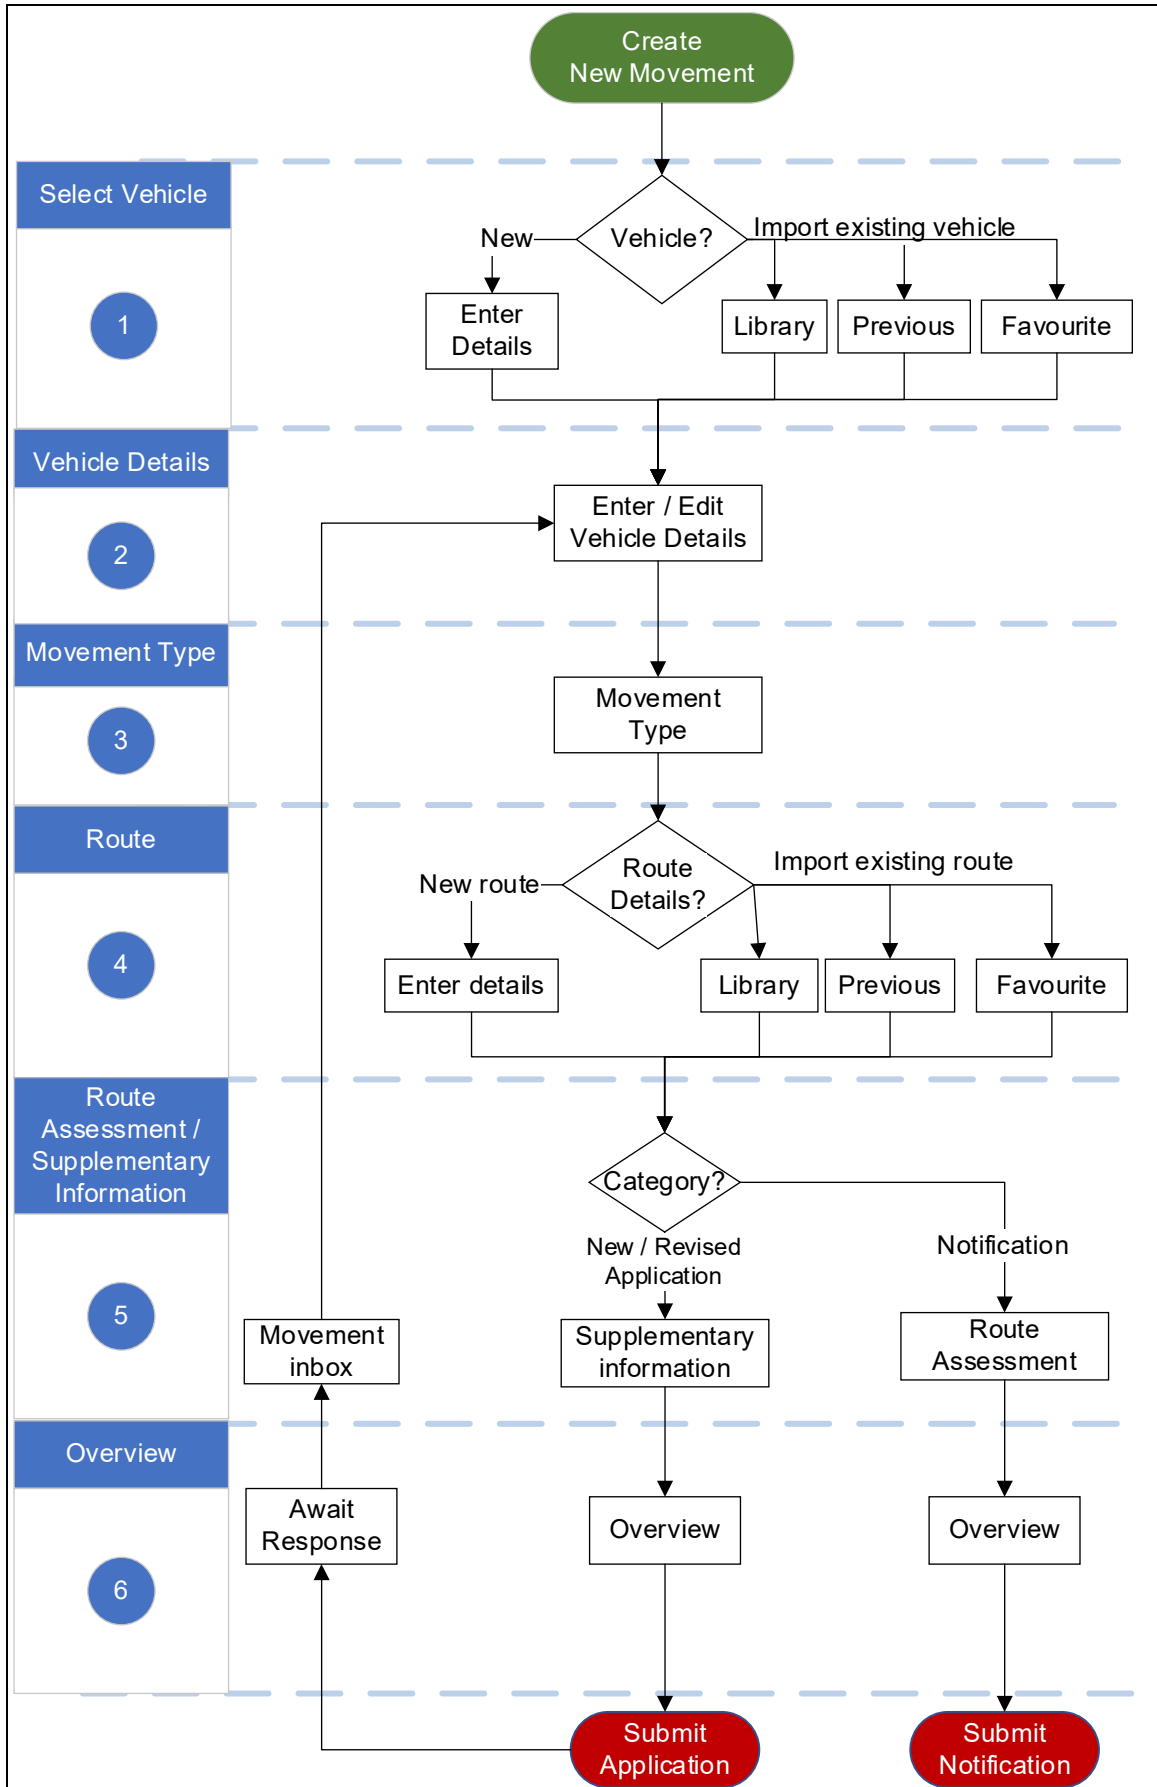 Create
New Movement
Select Vehicle
1
Vehicle?
New
Import existing vehicle
Enter
Details
Library
Previous
Favourite
Vehicle Details
2
Enter / Edit
Vehicle Details
Movement Type
3
Movement
Type
Route
4
Route
Details?
New route
Import existing route
Enter details
Library
Previous
Favourite
Route
Assessment /
Supplementary
Information
5
Category?
New / Revised
Application
Notification
Movement
inbox
Supplementary
information
Route
Assessment
Overview
6
Await
Response
Overview
Overview
Submit
Application
Submit
Notification